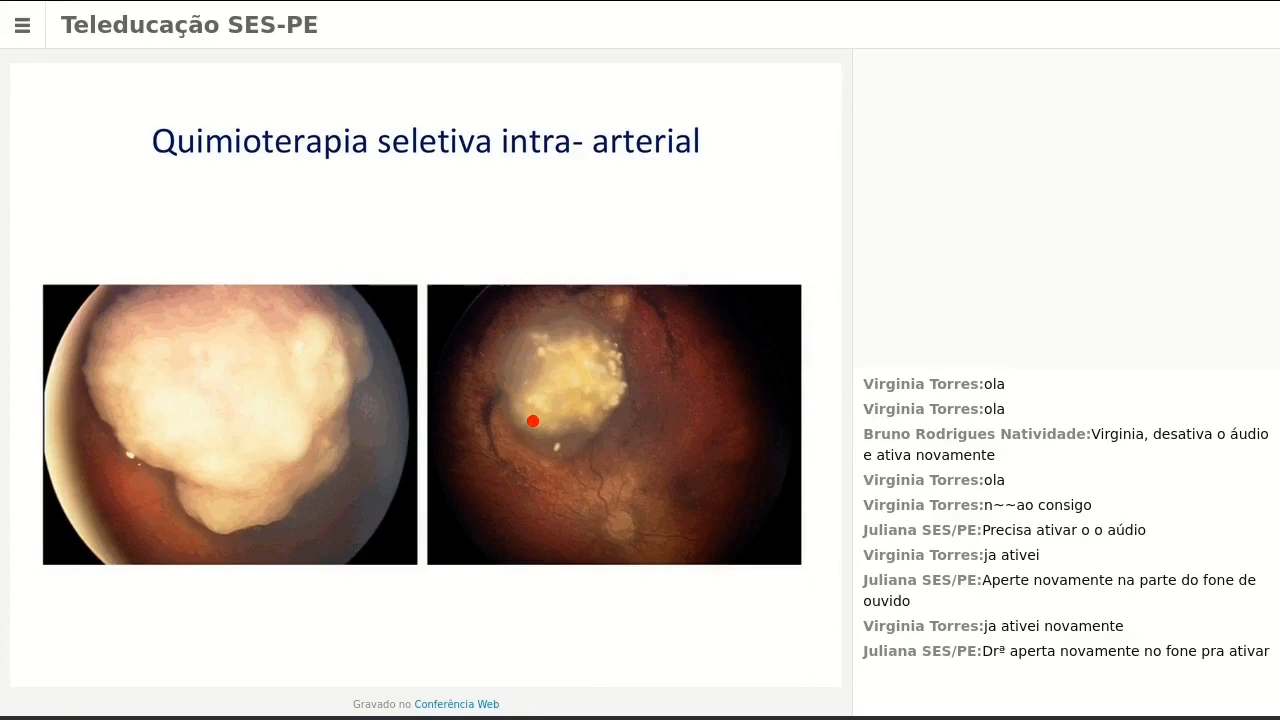 Teleducação SES-PE
Quimioterapia seletiva intra- arterial
Virginia Torres:ola
Virginia Torres:ola
Bruno Rodrigues Natividade:Virginia, desativa o áudio
e ativa novamente
Virginia Torres:ola
Virginia Torres:n~~ao consigo
Juliana SES/PE:Precisa ativar o o aúdio
Virginia Torres:ja ativei
Juliana SES/PE:Aperte novamente na parte do fone de
ouvido
Virginia Torres:ja ativei novamente
Juliana SES/PE:Drª aperta novamente no fone pra ativar
Gravado no Conferência Web